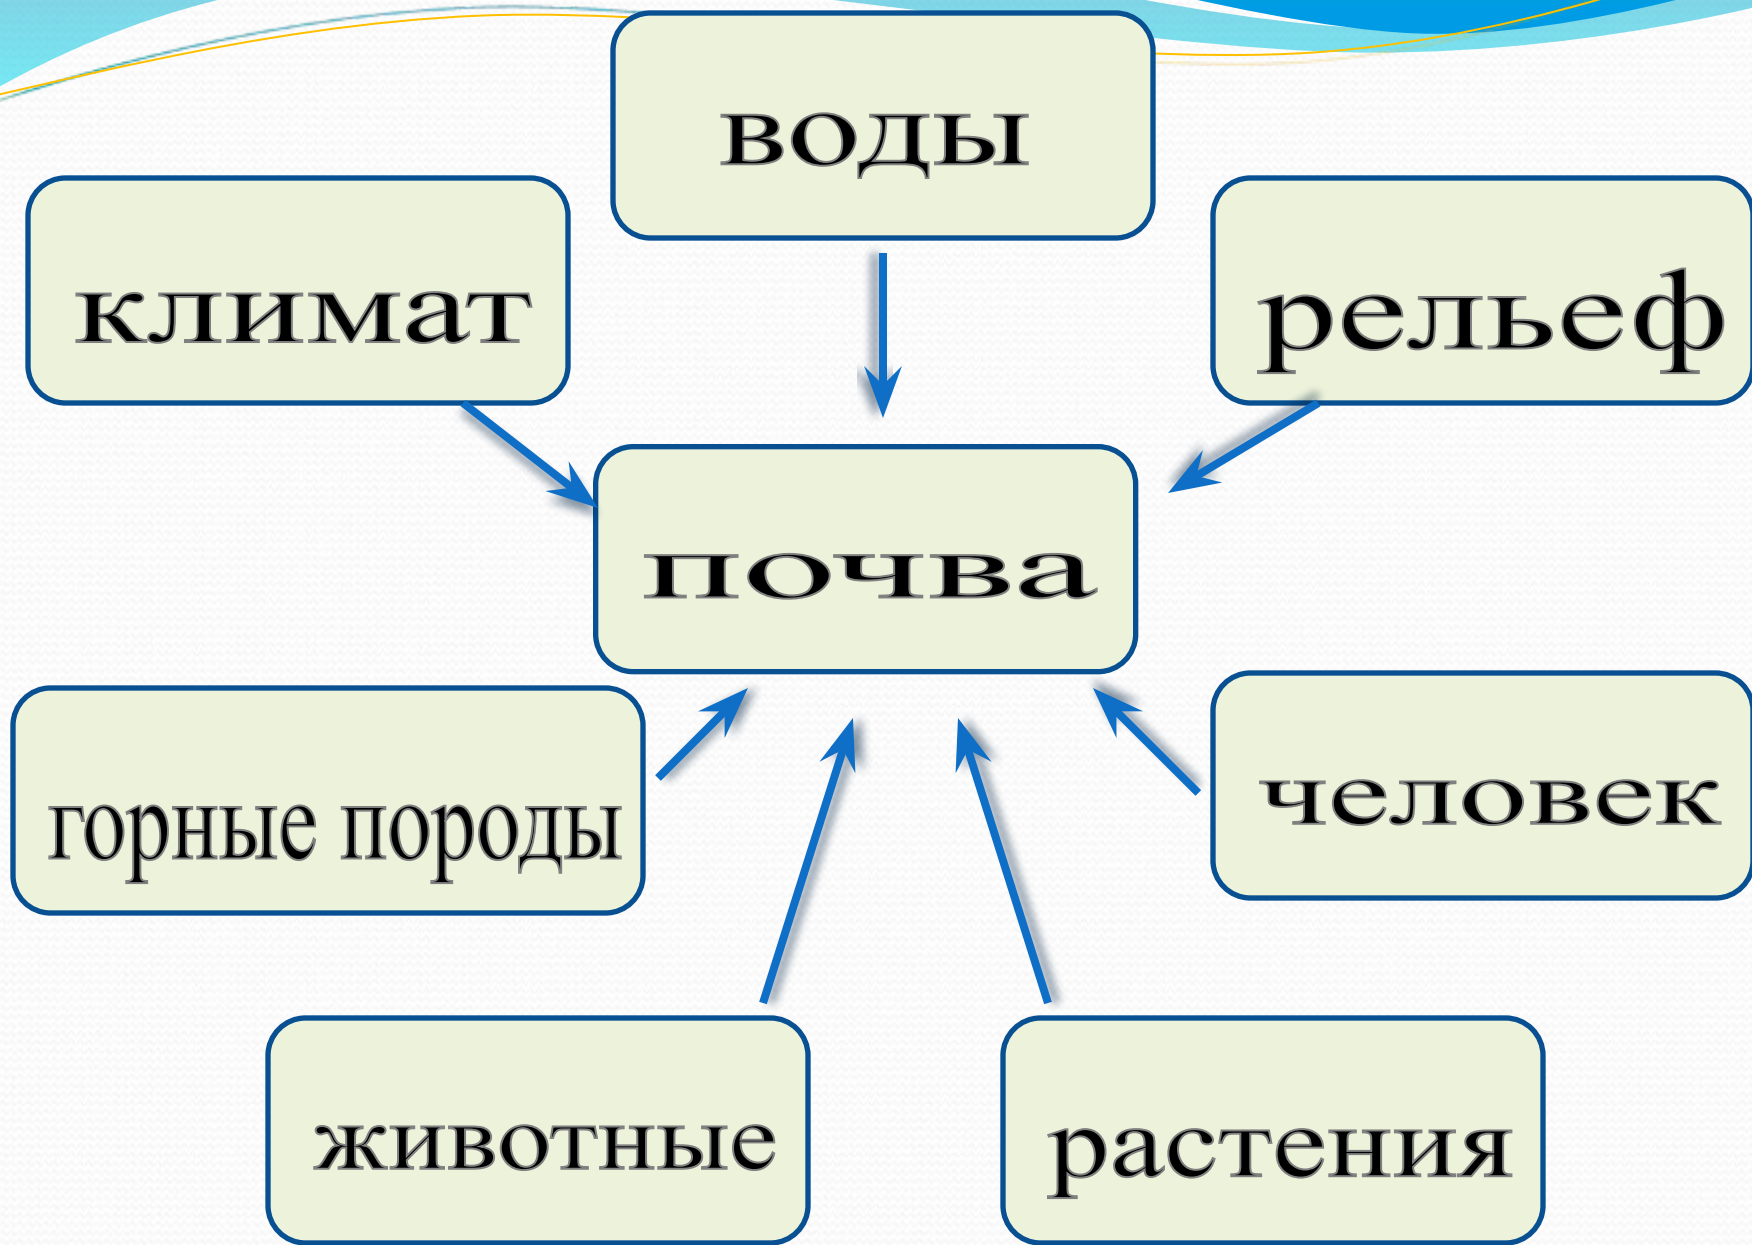 воды
климат
рельеф
почва
горные породы
человек
животные
растения